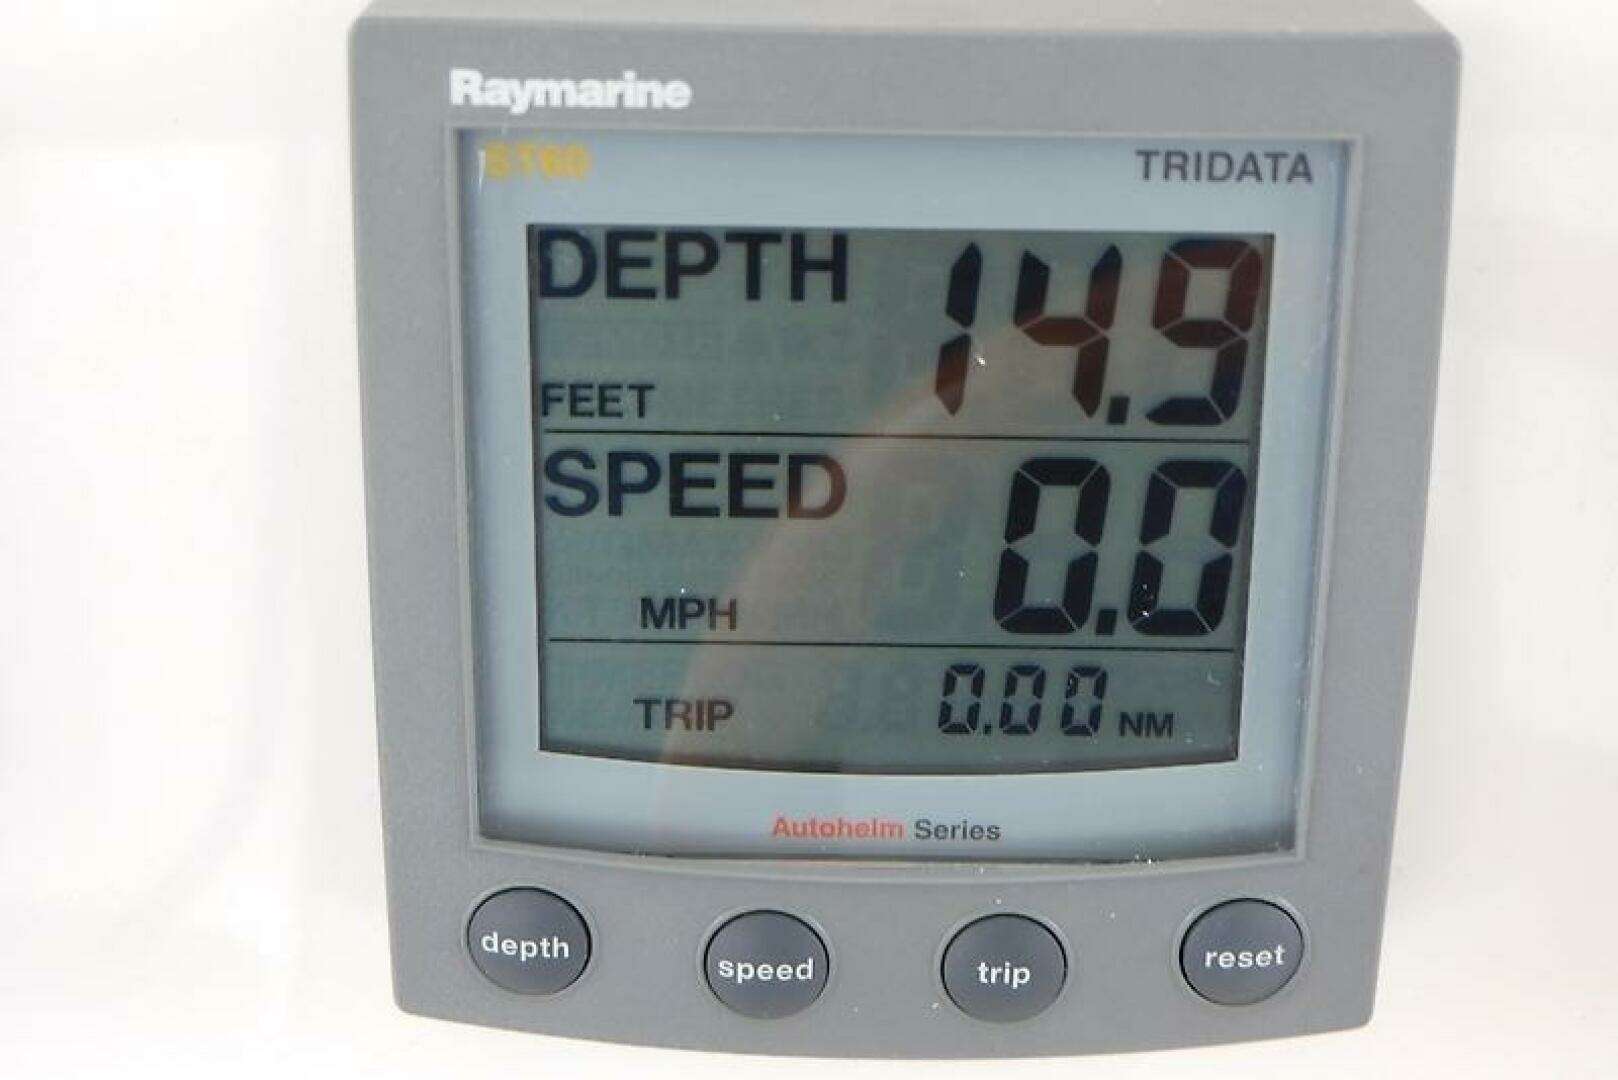 Raymarine
ST60 TRIDATA
DEPTH 14.9
FEET
SPEED 0.0
MPH
TRIP 0.00 NM
Autohelm Series
depth speed trip reset